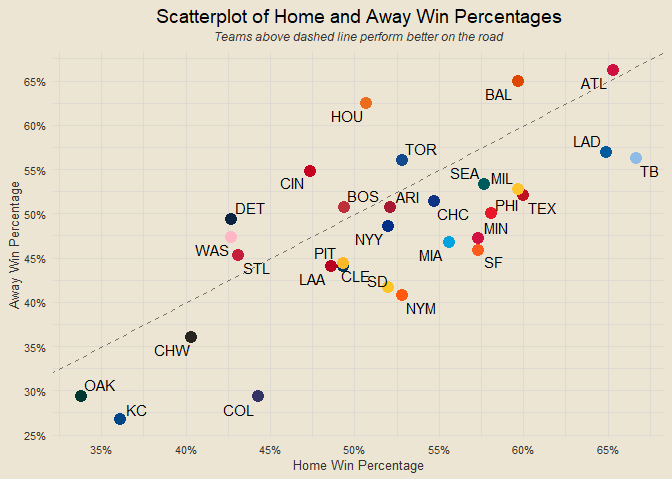 Scatterplot of Home and Away Win Percentages
Teams above dashed line perform better on the road
65%
60%
55%
50%
45%
40%
35%
30%
25%
Away Win Percentage
ATL
BAL
HOU
LAD
TOR
TB
CIN
SEA
MIL
BOS
ARI
TEX
PHI
DET
CHC
NYY
MIN
WAS
MIA
SF
STL
PIT
LAA
CLE
SD
NYM
CHW
OAK
KC
COL
35%
40%
45%
50%
55%
60%
65%
Home Win Percentage